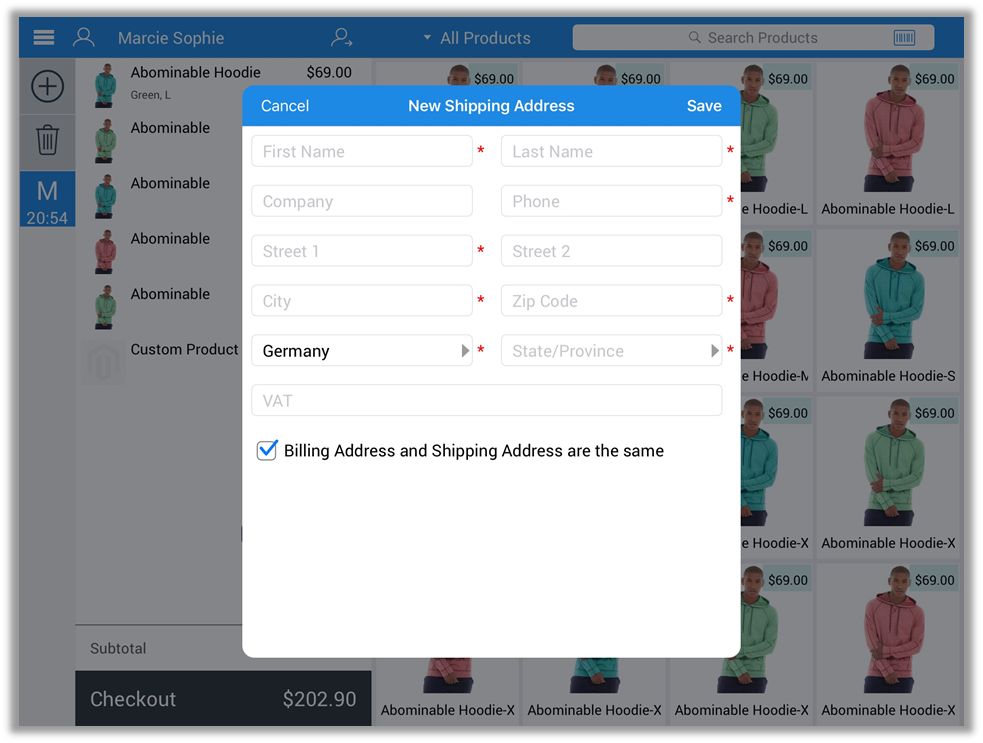 Marcie Sophie
All Products
Search Products
M
20:54
Abominable Hoodie $69.00
Green, L
Abominable
Abominable
Abominable
Abominable
Custom Product
Subtotal
Checkout $202.90
Cancel New Shipping Address Save
First Name * Last Name *
Company Phone *
Street 1 * Street 2
City * Zip Code *
Germany * State/Province *
VAT
Billing Address and Shipping Address are the same
$69.00 $69.00 $69.00 $69.00
e Hoodie-L Abominable Hoodie-L
$69.00 $69.00
e Hoodie-M Abominable Hoodie-S
$69.00 $69.00
e Hoodie-X Abominable Hoodie-X
$69.00 $69.00
Abominable Hoodie-X Abominable Hoodie-X Abominable Hoodie-X Abominable Hoodie-X